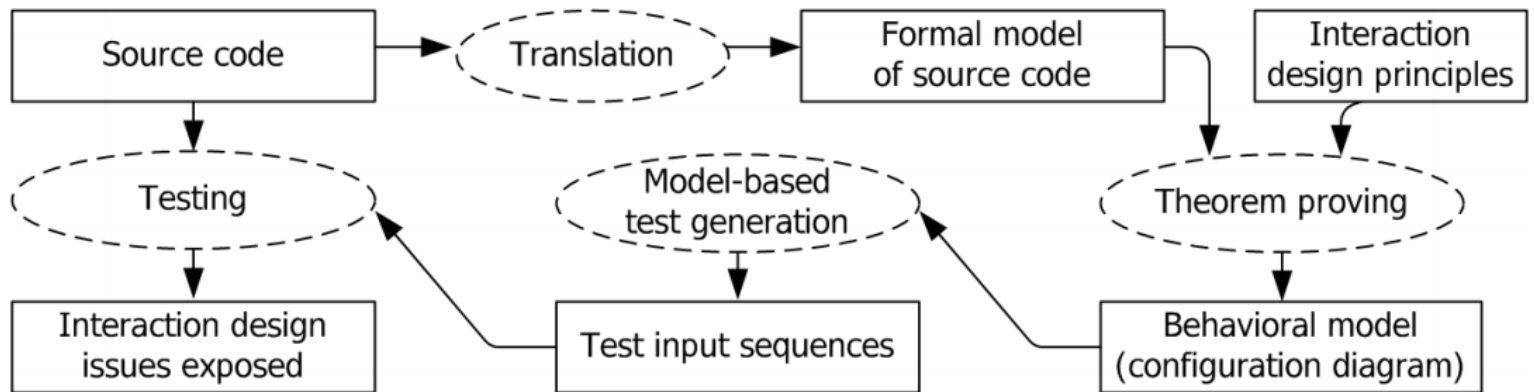 Source code
Translation
Formal model
of source code
Interaction
design principles
Testing
Model-based
test generation
Theorem proving
Interaction design
issues exposed
Test input sequences
Behavioral model
(configuration diagram)